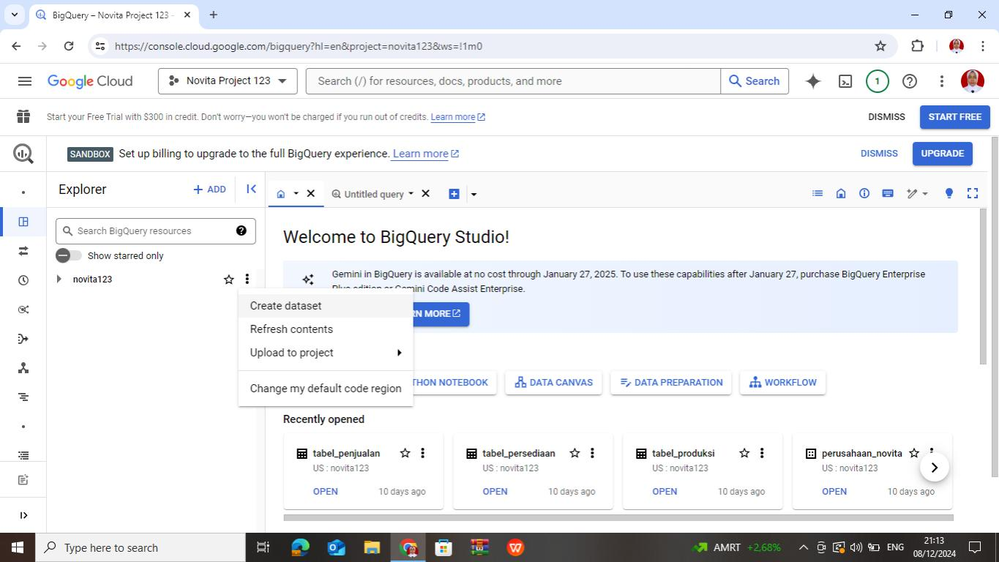 BigQuery – Novita Project 123 -
https://console.cloud.google.com/bigquery?hl=en&project=novita123&ws=!1m0
Google Cloud
Novita Project 123
Search (/) for resources, docs, products, and more
Search
1
Start your Free Trial with $300 in credit. Don't worry—you won't be charged if you run out of credits. Learn more
DISMISS
START FREE
SANDBOX
Set up billing to upgrade to the full BigQuery experience. Learn more
DISMISS
UPGRADE
Explorer
+ ADD
Untitled query
Search BigQuery resources
Show starred only
novita123
Create dataset
Refresh contents
Upload to project
Change my default code region
Welcome to BigQuery Studio!
Gemini in BigQuery is available at no cost through January 27, 2025. To use these capabilities after January 27, purchase BigQuery Enterprise
Gemini Code Assist Enterprise.
MORE
NOTEBOOK
DATA CANVAS
DATA PREPARATION
WORKFLOW
Recently opened
tabel_penjualan
US : novita123
OPEN
10 days ago
tabel_persediaan
US : novita123
OPEN
10 days ago
tabel_produksi
US : novita123
OPEN
10 days ago
perusahaan_novita
US : novita123
OPEN
10 days ago
Type here to search
AMRT +2,68%
ENG
21:13
08/12/2024